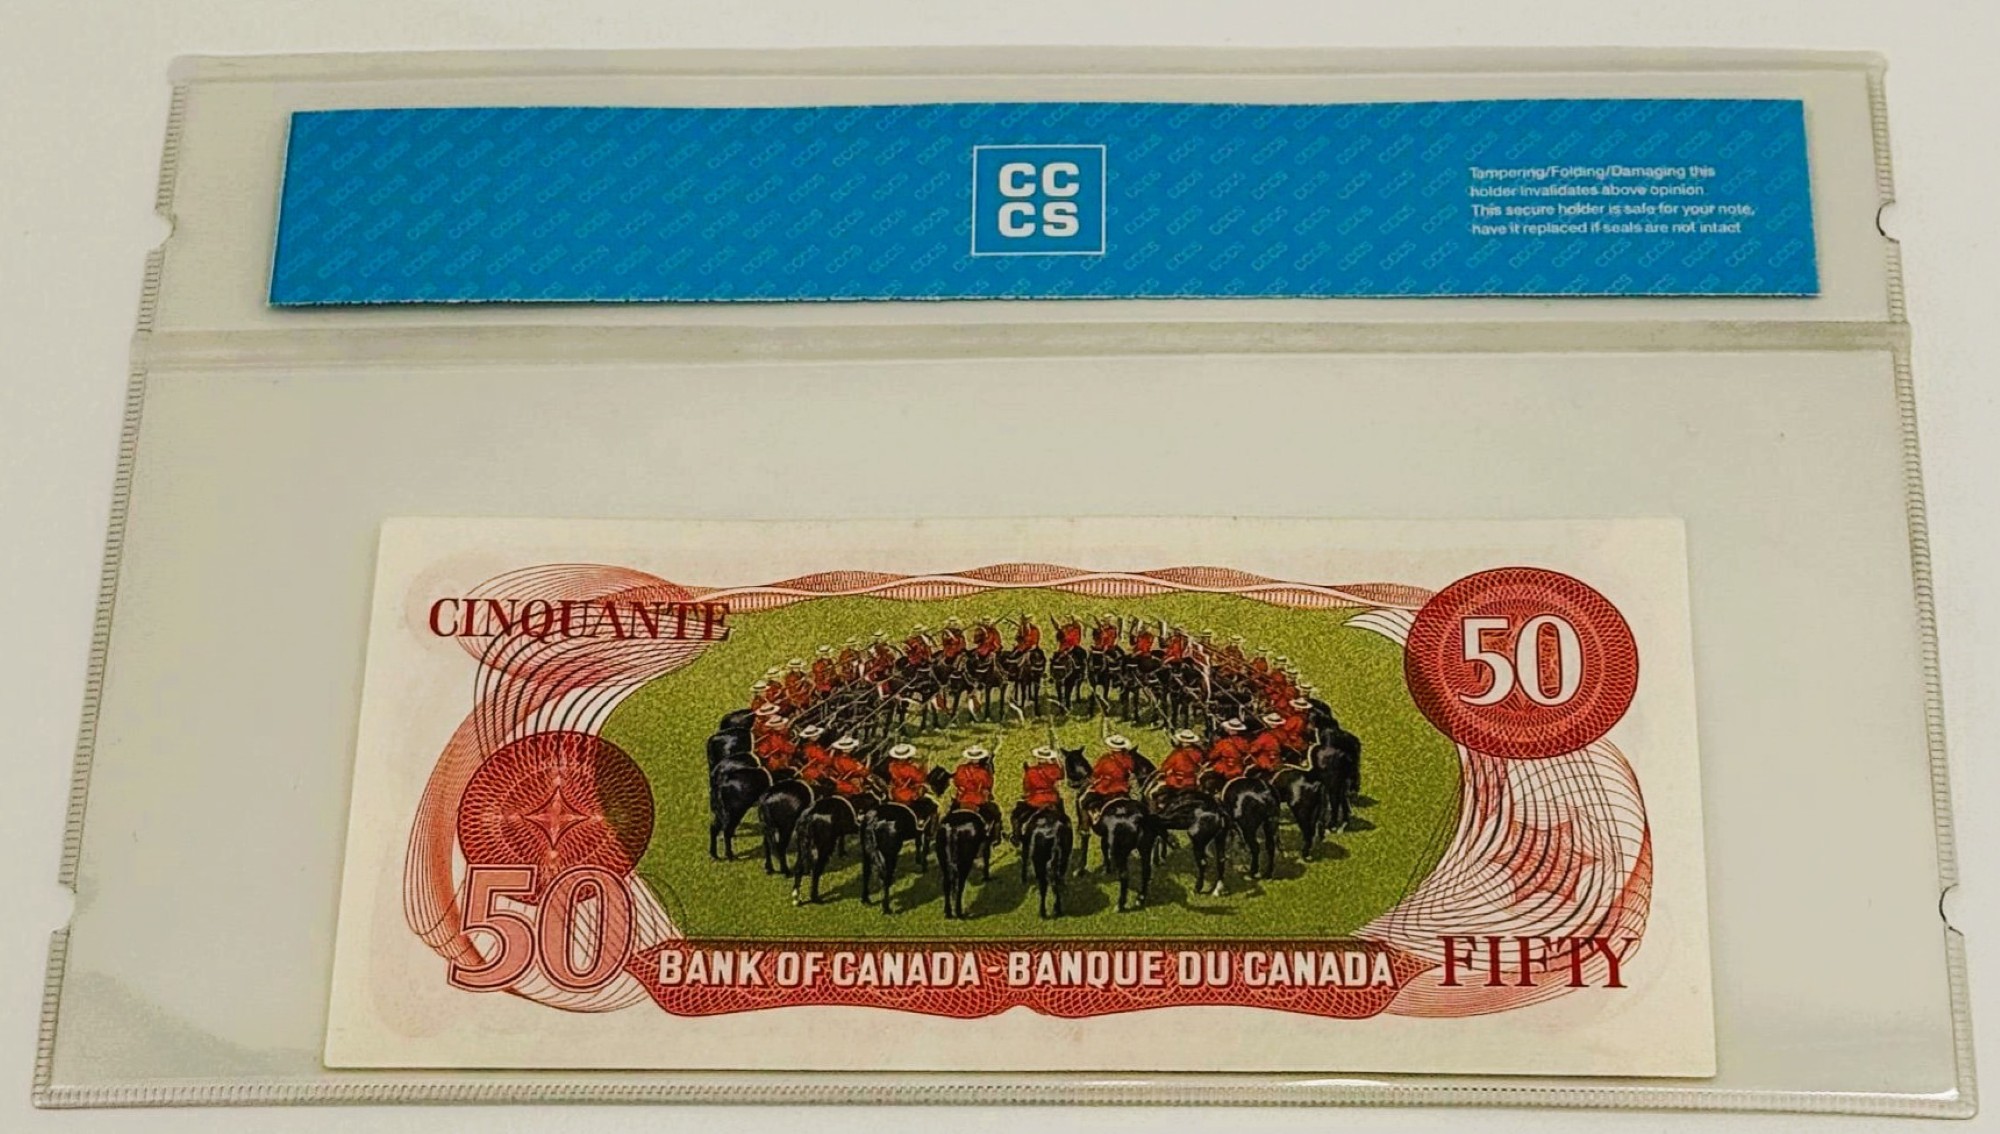 CC
CS
Tampering/Folding/Damaging this
holder invalidates above opinion
This secure holder is safe for your note,
have it replaced if seals are not intact
CINQUANTE
50
50
BANK OF CANADA - BANQUE DU CANADA
FIFTY